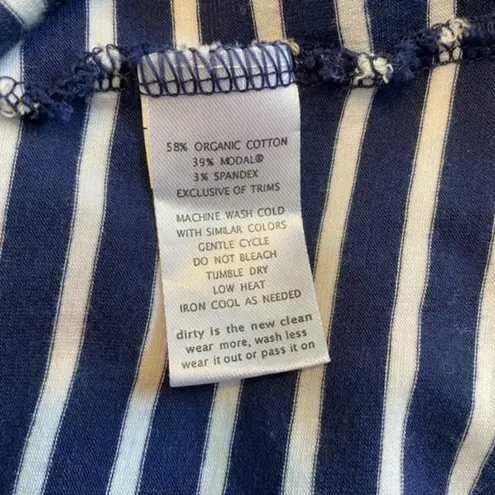 58% ORGANIC COTTON
39% MODAL®
3% SPANDEX
EXCLUSIVE OF TRIMS
MACHINE WASH COLD
WITH SIMILAR COLORS
GENTLE CYCLE
DO NOT BLEACH
TUMBLE DRY
LOW HEAT
IRON COOL AS NEEDED
dirty is the new clean
wear more, wash less
wear it out or pass it on